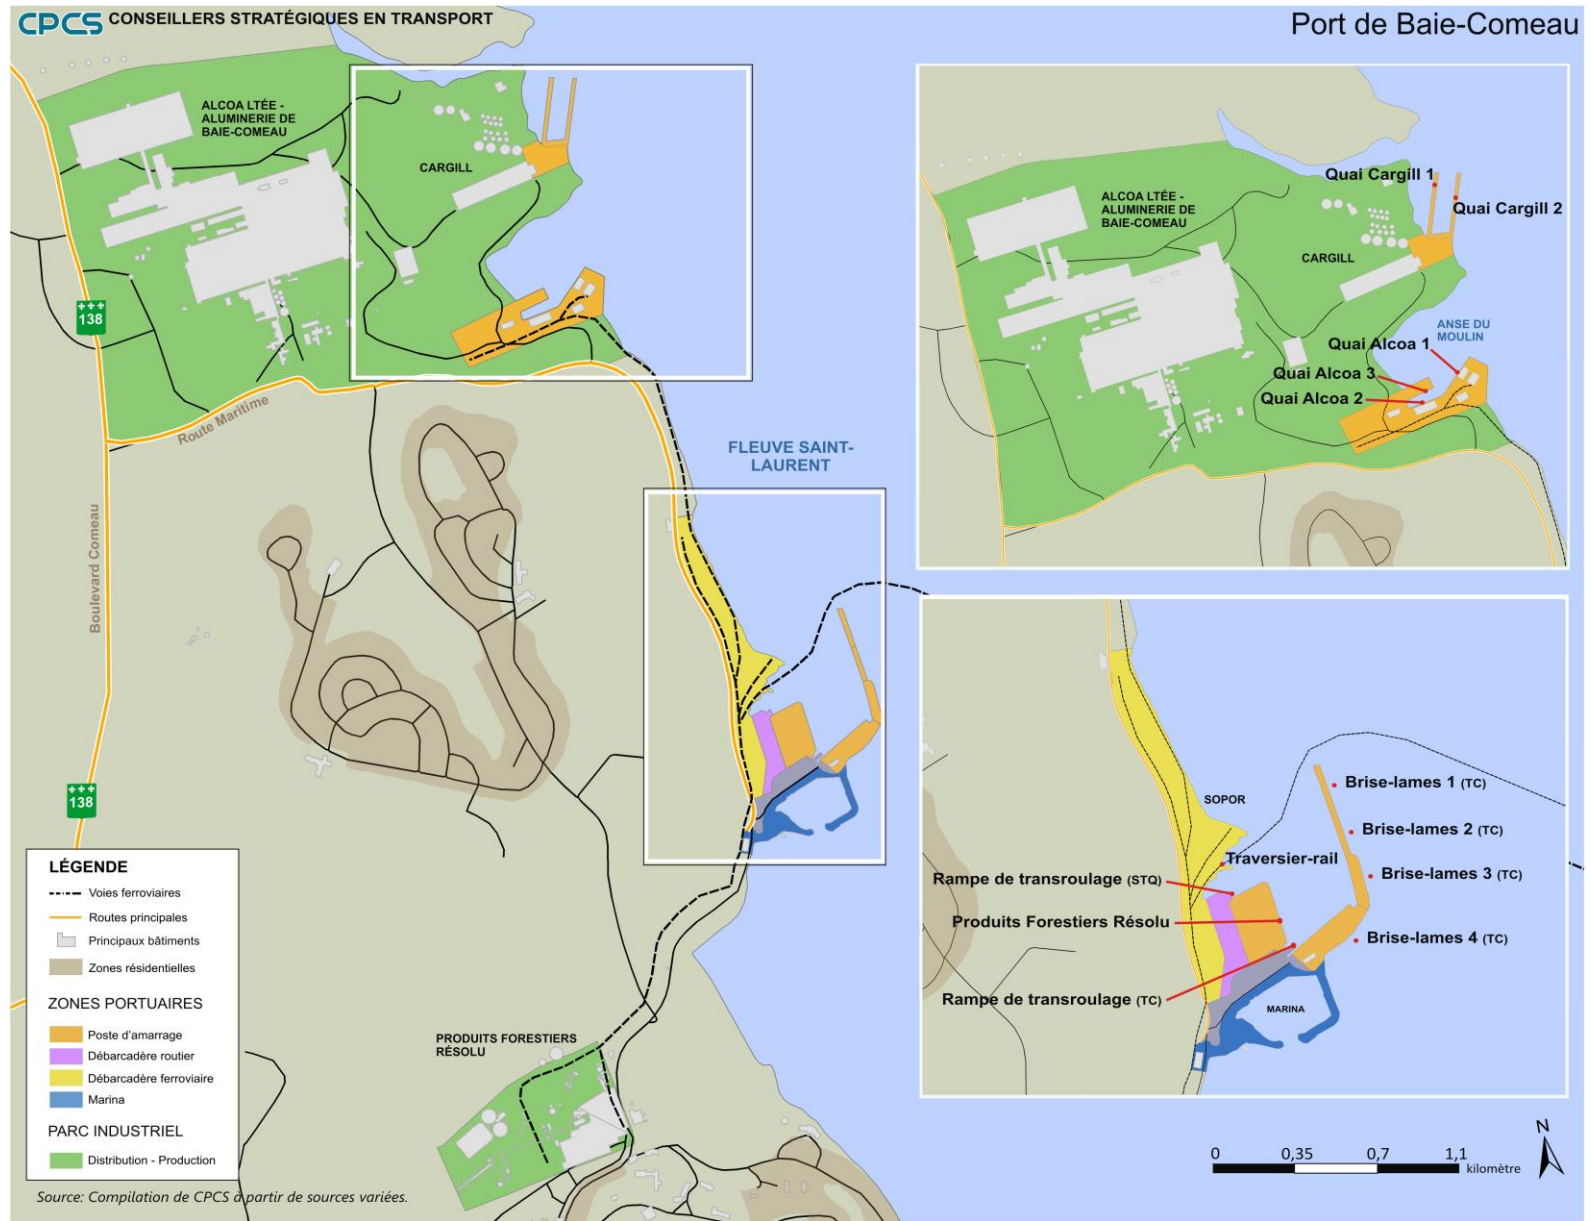 CPCS CONSEILLERS STRATÉGIQUES EN TRANSPORT
Port de Baie-Comeau
ALCOA LTÉE -
ALUMINERIE DE
BAIE-COMEAU
CARGILL
138
Route Maritime
Boulevard Comeau
138
FLEUVE SAINT-
LAURENT
PRODUITS FORESTIERS
RÉSOLU
Quai Cargill 1
Quai Cargill 2
ALCOA LTÉE -
ALUMINERIE DE
BAIE-COMEAU
CARGILL
ANSE DU
MOULIN
Quai Alcoa 1
Quai Alcoa 3
Quai Alcoa 2
SOPOR
Brise-lames 1 (TC)
Brise-lames 2 (TC)
Traversier-rail
Brise-lames 3 (TC)
Rampe de transroulage (STQ)
Produits Forestiers Résolu
Brise-lames 4 (TC)
Rampe de transroulage (TC)
MARINA
LÉGENDE
Voies ferroviaires
Routes principales
Principaux bâtiments
Zones résidentielles
ZONES PORTUAIRES
Poste d'amarrage
Débarcadère routier
Débarcadère ferroviaire
Marina
PARC INDUSTRIEL
Distribution - Production
Source: Compilation de CPCS à partir de sources variées.
N
0 0,35 0,7 1,1
kilomètre